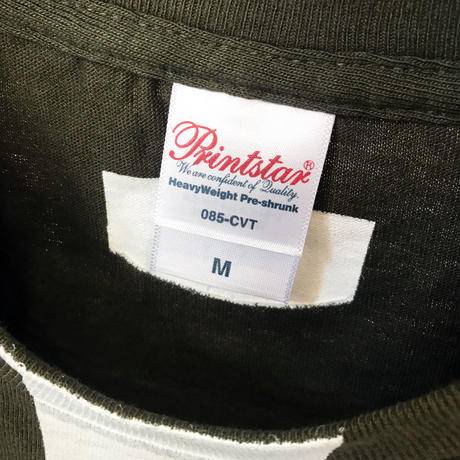 Printstar®
We are confident of Quality.
HeavyWeight Pre-shrunk
085-CVT
M